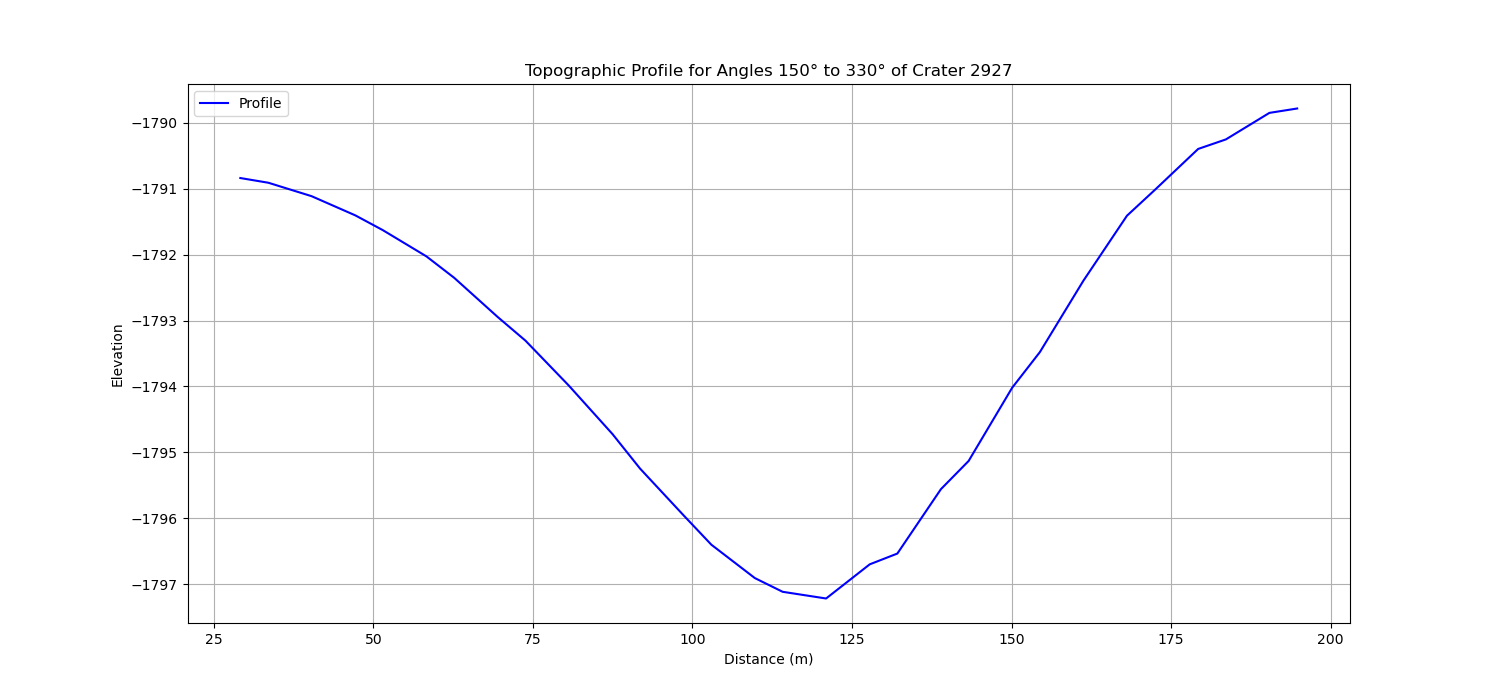 Topographic Profile for Angles 150° to 330° of Crater 2927
Profile
−1790
−1791
−1792
−1793
−1794
−1795
−1796
−1797
Elevation
25 50 75 100 125 150 175 200
Distance (m)